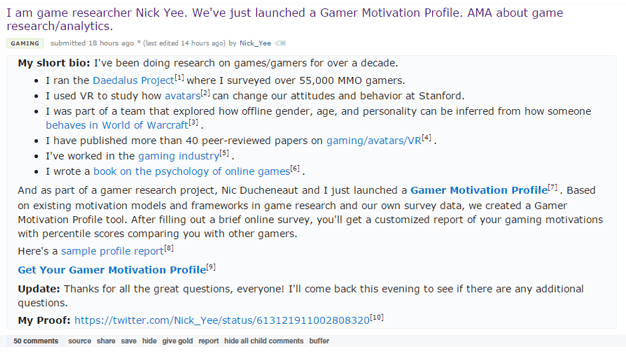 I am game researcher Nick Yee. We've just launched a Gamer Motivation Profile. AMA about game
research/analytics.
GAMING submitted 18 hours ago * (last edited 14 hours ago) by Nick_Yee
My short bio: I've been doing research on games/gamers for over a decade.
• I ran the Daedalus Project[1] where I surveyed over 55,000 MMO gamers.
• I used VR to study how avatars[2] can change our attitudes and behavior at Stanford.
• I was part of a team that explored how offline gender, age, and personality can be inferred from how someone
behaves in World of Warcraft[3] .
• I have published more than 40 peer-reviewed papers on gaming/avatars/VR[4] .
• I've worked in the gaming industry[5] .
• I wrote a book on the psychology of online games[6] .
And as part of a gamer research project, Nic Ducheneaut and I just launched a Gamer Motivation Profile[7] . Based
on existing motivation models and frameworks in game research and our own survey data, we created a Gamer
Motivation Profile tool. After filling out a brief online survey, you'll get a customized report of your gaming motivations
with percentile scores comparing you with other gamers.
Here's a sample profile report[8]
Get Your Gamer Motivation Profile[9]
Update: Thanks for all the great questions, everyone! I'll come back this evening to see if there are any additional
questions.
My Proof: https://twitter.com/Nick_Yee/status/613121911002808320[10]
50 comments source share save hide give gold report hide all child comments buffer